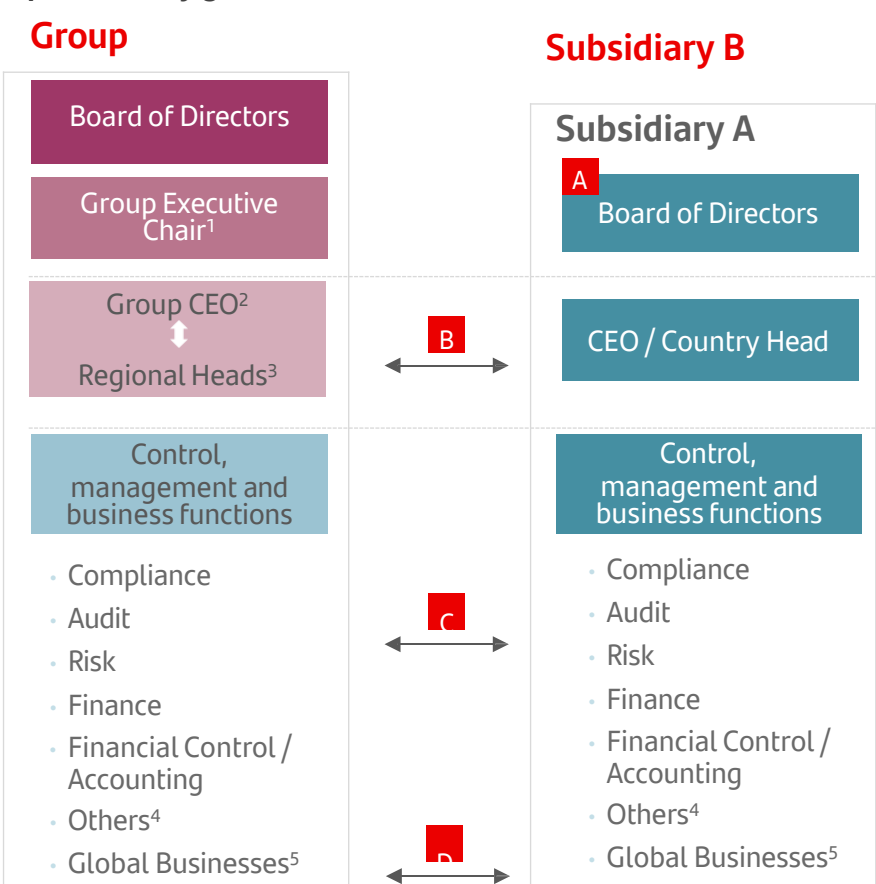 Group
Board of Directors
Group Executive
Chair¹
Group CEO²
Regional Heads³
Control,
management and
business functions
• Compliance
• Audit
• Risk
• Finance
• Financial Control /
Accounting
• Others⁴
• Global Businesses⁵
B
C
D
Subsidiary B
Subsidiary A
A
Board of Directors
CEO / Country Head
Control,
management and
business functions
• Compliance
• Audit
• Risk
• Finance
• Financial Control /
Accounting
• Others⁴
• Global Businesses⁵